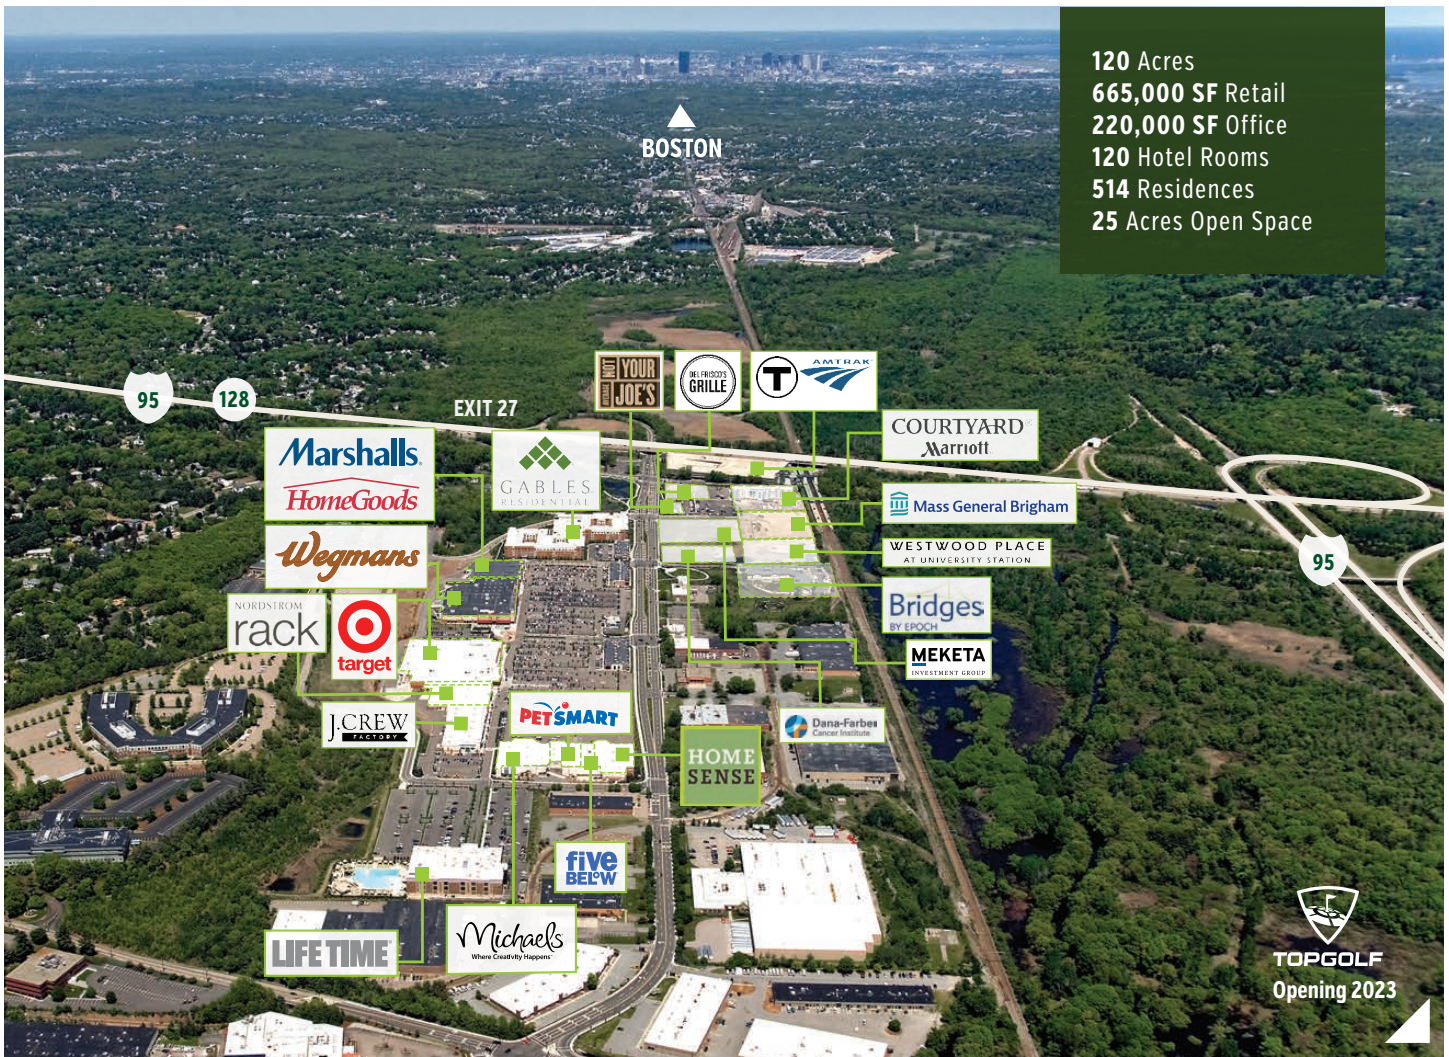 120 Acres
665,000 SF Retail
220,000 SF Office
120 Hotel Rooms
514 Residences
25 Acres Open Space
BOSTON
95
128
EXIT 27
NOT
YOUR
AVERAGE
JOE'S
DEL FRISCO'S
GRILLE
T
AMTRAK
COURTYARD
Marriott
Marshalls
HomeGoods
GABLES
RESIDENTIAL
Mass General Brigham
Wegmans
WESTWOOD PLACE
AT UNIVERSITY STATION
95
Bridges
BY EPOCH
NORDSTROM
rack
target
MEKETA
INVESTMENT GROUP
J.CREW
FACTORY
PETSMART
Dana-Farber
Cancer Institute
HOME
SENSE
five
BELOW
LIFE TIME
Michaels
Where Creativity Happens™
TOPGOLF
Opening 2023